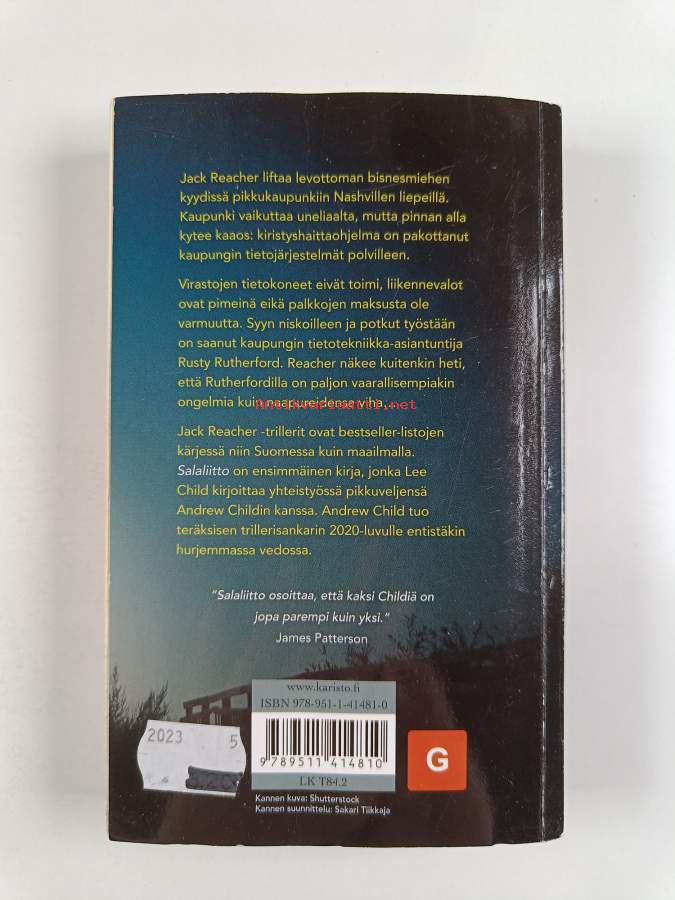 Jack Reacher liftaa levottoman bisnesmiehen
kyydissä pikkukaupunkiin Nashvillen liepeillä.
Kaupunki vaikuttaa uneliaalta, mutta pinnan alla
kytee kaaos: kiristyshaittaohjelma on pakottanut
kaupungin tietojärjestelmät polvilleen.
Virastojen tietokoneet eivät toimi, liikennevalot
ovat pimeinä eikä palkkojen maksusta ole
varmuutta. Syyn niskoilleen ja potkut työstään
on saanut kaupungin tietotekniikka-asiantuntija
Rusty Rutherford. Reacher näkee kuitenkin heti,
että Rutherfordilla on paljon vaarallisempiakin
ongelmia kuin naapureidensa viha...
Jack Reacher -trillerit ovat bestseller-listojen
kärjessä niin Suomessa kuin maailmalla.
Salaliitto on ensimmäinen kirja, jonka Lee
Child kirjoittaa yhteistyössä pikkuveljensä
Andrew Childin kanssa. Andrew Child tuo
teräksisen trillerisankarin 2020-luvulle entistäkin
hurjemmassa vedossa.
"Salaliitto osoittaa, että kaksi Childiä on
jopa parempi kuin yksi."
James Patterson
www.karisto.fi
ISBN 978-951-1-41481-0
9 789511 414810
LK T84.2
G
2023 5
Kannen kuva: Shutterstock
Kannen suunnittelu: Sakari Tiikkaja